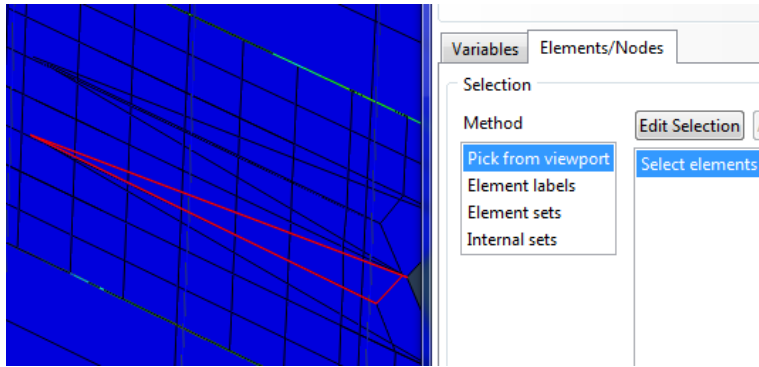 Variables Elements/Nodes
Selection
Method
Edit Selection
Pick from viewport
Select elements
Element labels
Element sets
Internal sets